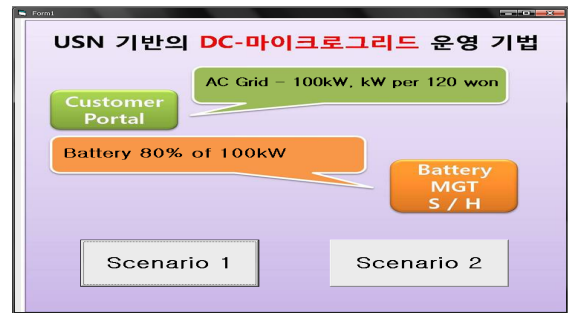 Form1
USN 기반의 DC-마이크로그리드 운영 기법
AC Grid - 100kW, kW per 120 won
Customer
Portal
Battery 80% of 100kW
Battery
MGT
S / H
Scenario 1
Scenario 2